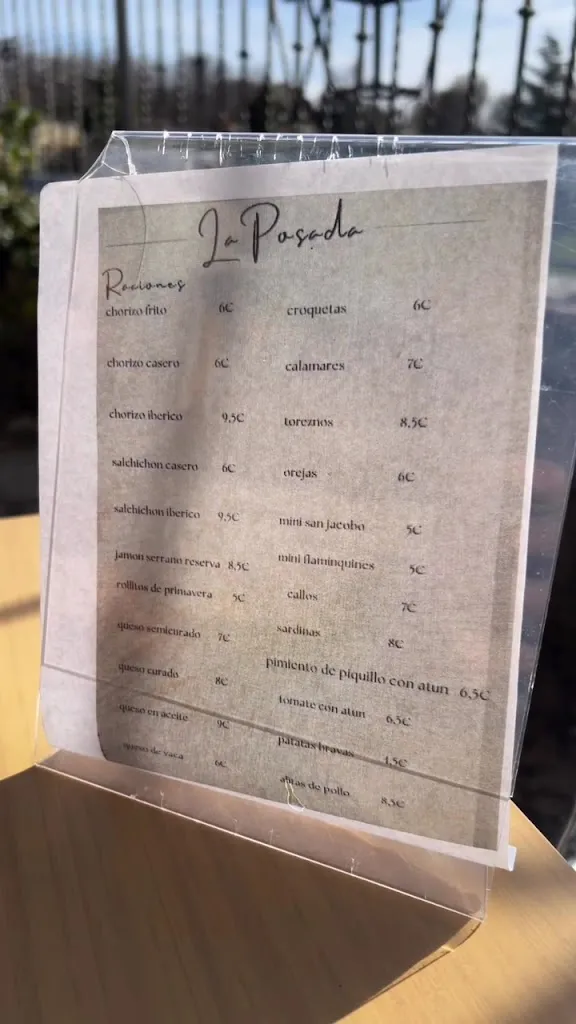 La Posada
Raciones
chorizo frito 6€
chorizo casero 6€
chorizo iberico 9,5€
salchichon casero 6€
salchichon iberico 9,5€
jamon serrano reserva 8,5€
rollitos de primavera 5€
queso semicurado 7€
queso curado 8€
queso en aceite 9€
queso de vaca 6€
croquetas 6€
calamares 7€
toreznos 8,5€
orejas 6€
mini san jacobo 5€
mini flaminquines 5€
callos 7€
sardinas 8€
pimiento de piquillo con atun 6,5€
tomate con atun 6,5€
patatas bravas 4,5€
alitas de pollo 8,5€